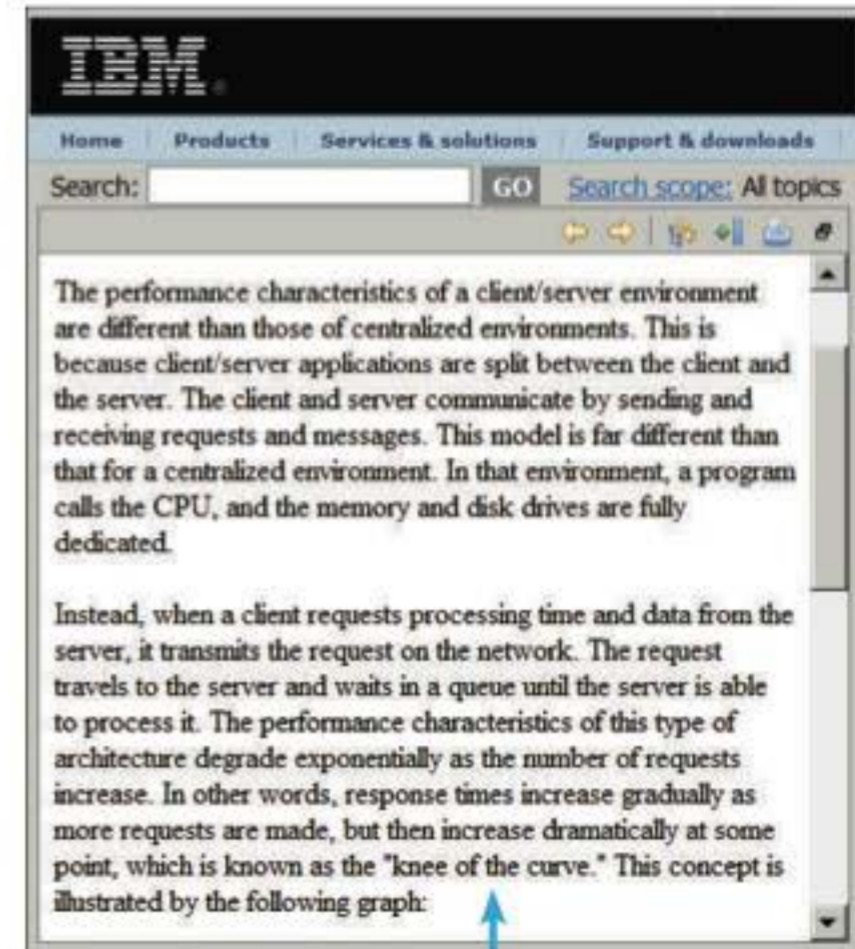 IBM®
Home Products Services & solutions Support & downloads
Search: GO Search scope: All topics
The performance characteristics of a client/server environment
are different than those of centralized environments. This is
because client/server applications are split between the client and
the server. The client and server communicate by sending and
receiving requests and messages. This model is far different than
that for a centralized environment. In that environment, a program
calls the CPU, and the memory and disk drives are fully
dedicated.
Instead, when a client requests processing time and data from the
server, it transmits the request on the network. The request
travels to the server and waits in a queue until the server is able
to process it. The performance characteristics of this type of
architecture degrade exponentially as the number of requests
increase. In other words, response times increase gradually as
more requests are made, but then increase dramatically at some
point, which is known as the "knee of the curve." This concept is
illustrated by the following graph: